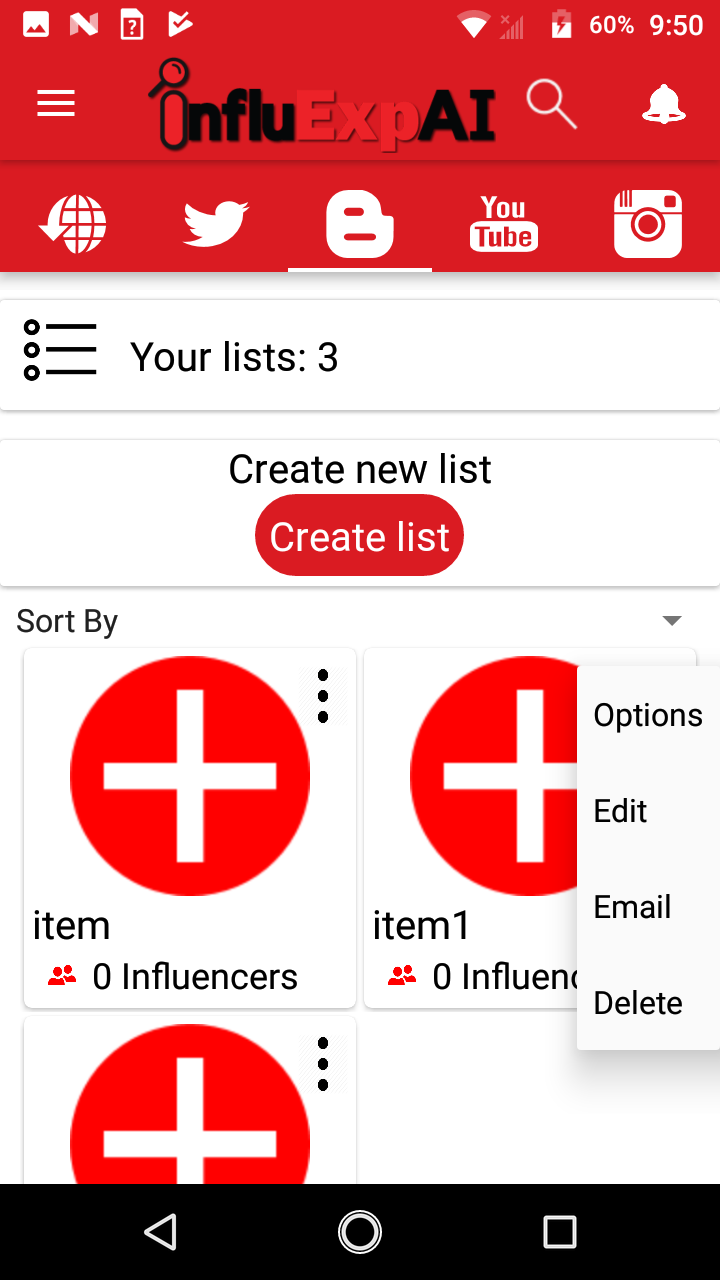 60% 9:50
influExpAI
You
Tube
Your lists: 3
Create new list
Create list
Sort By
Options
Edit
Email
Delete
item
item1
0 Influencers
0 Influenc